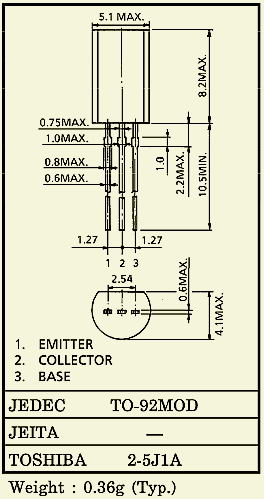 5.1 MAX.
8.2MAX.
0.75MAX.
1.0MAX.
0.8MAX.
0.6MAX.
1.0
2.2MAX.
10.5MIN.
1.27
1.27
1 2 3
2.54
0.6MAX.
4.1MAX.
1. EMITTER
2. COLLECTOR
3. BASE
JEDEC TO-92MOD
JEITA —
TOSHIBA 2-5J1A
Weight : 0.36g (Typ.)